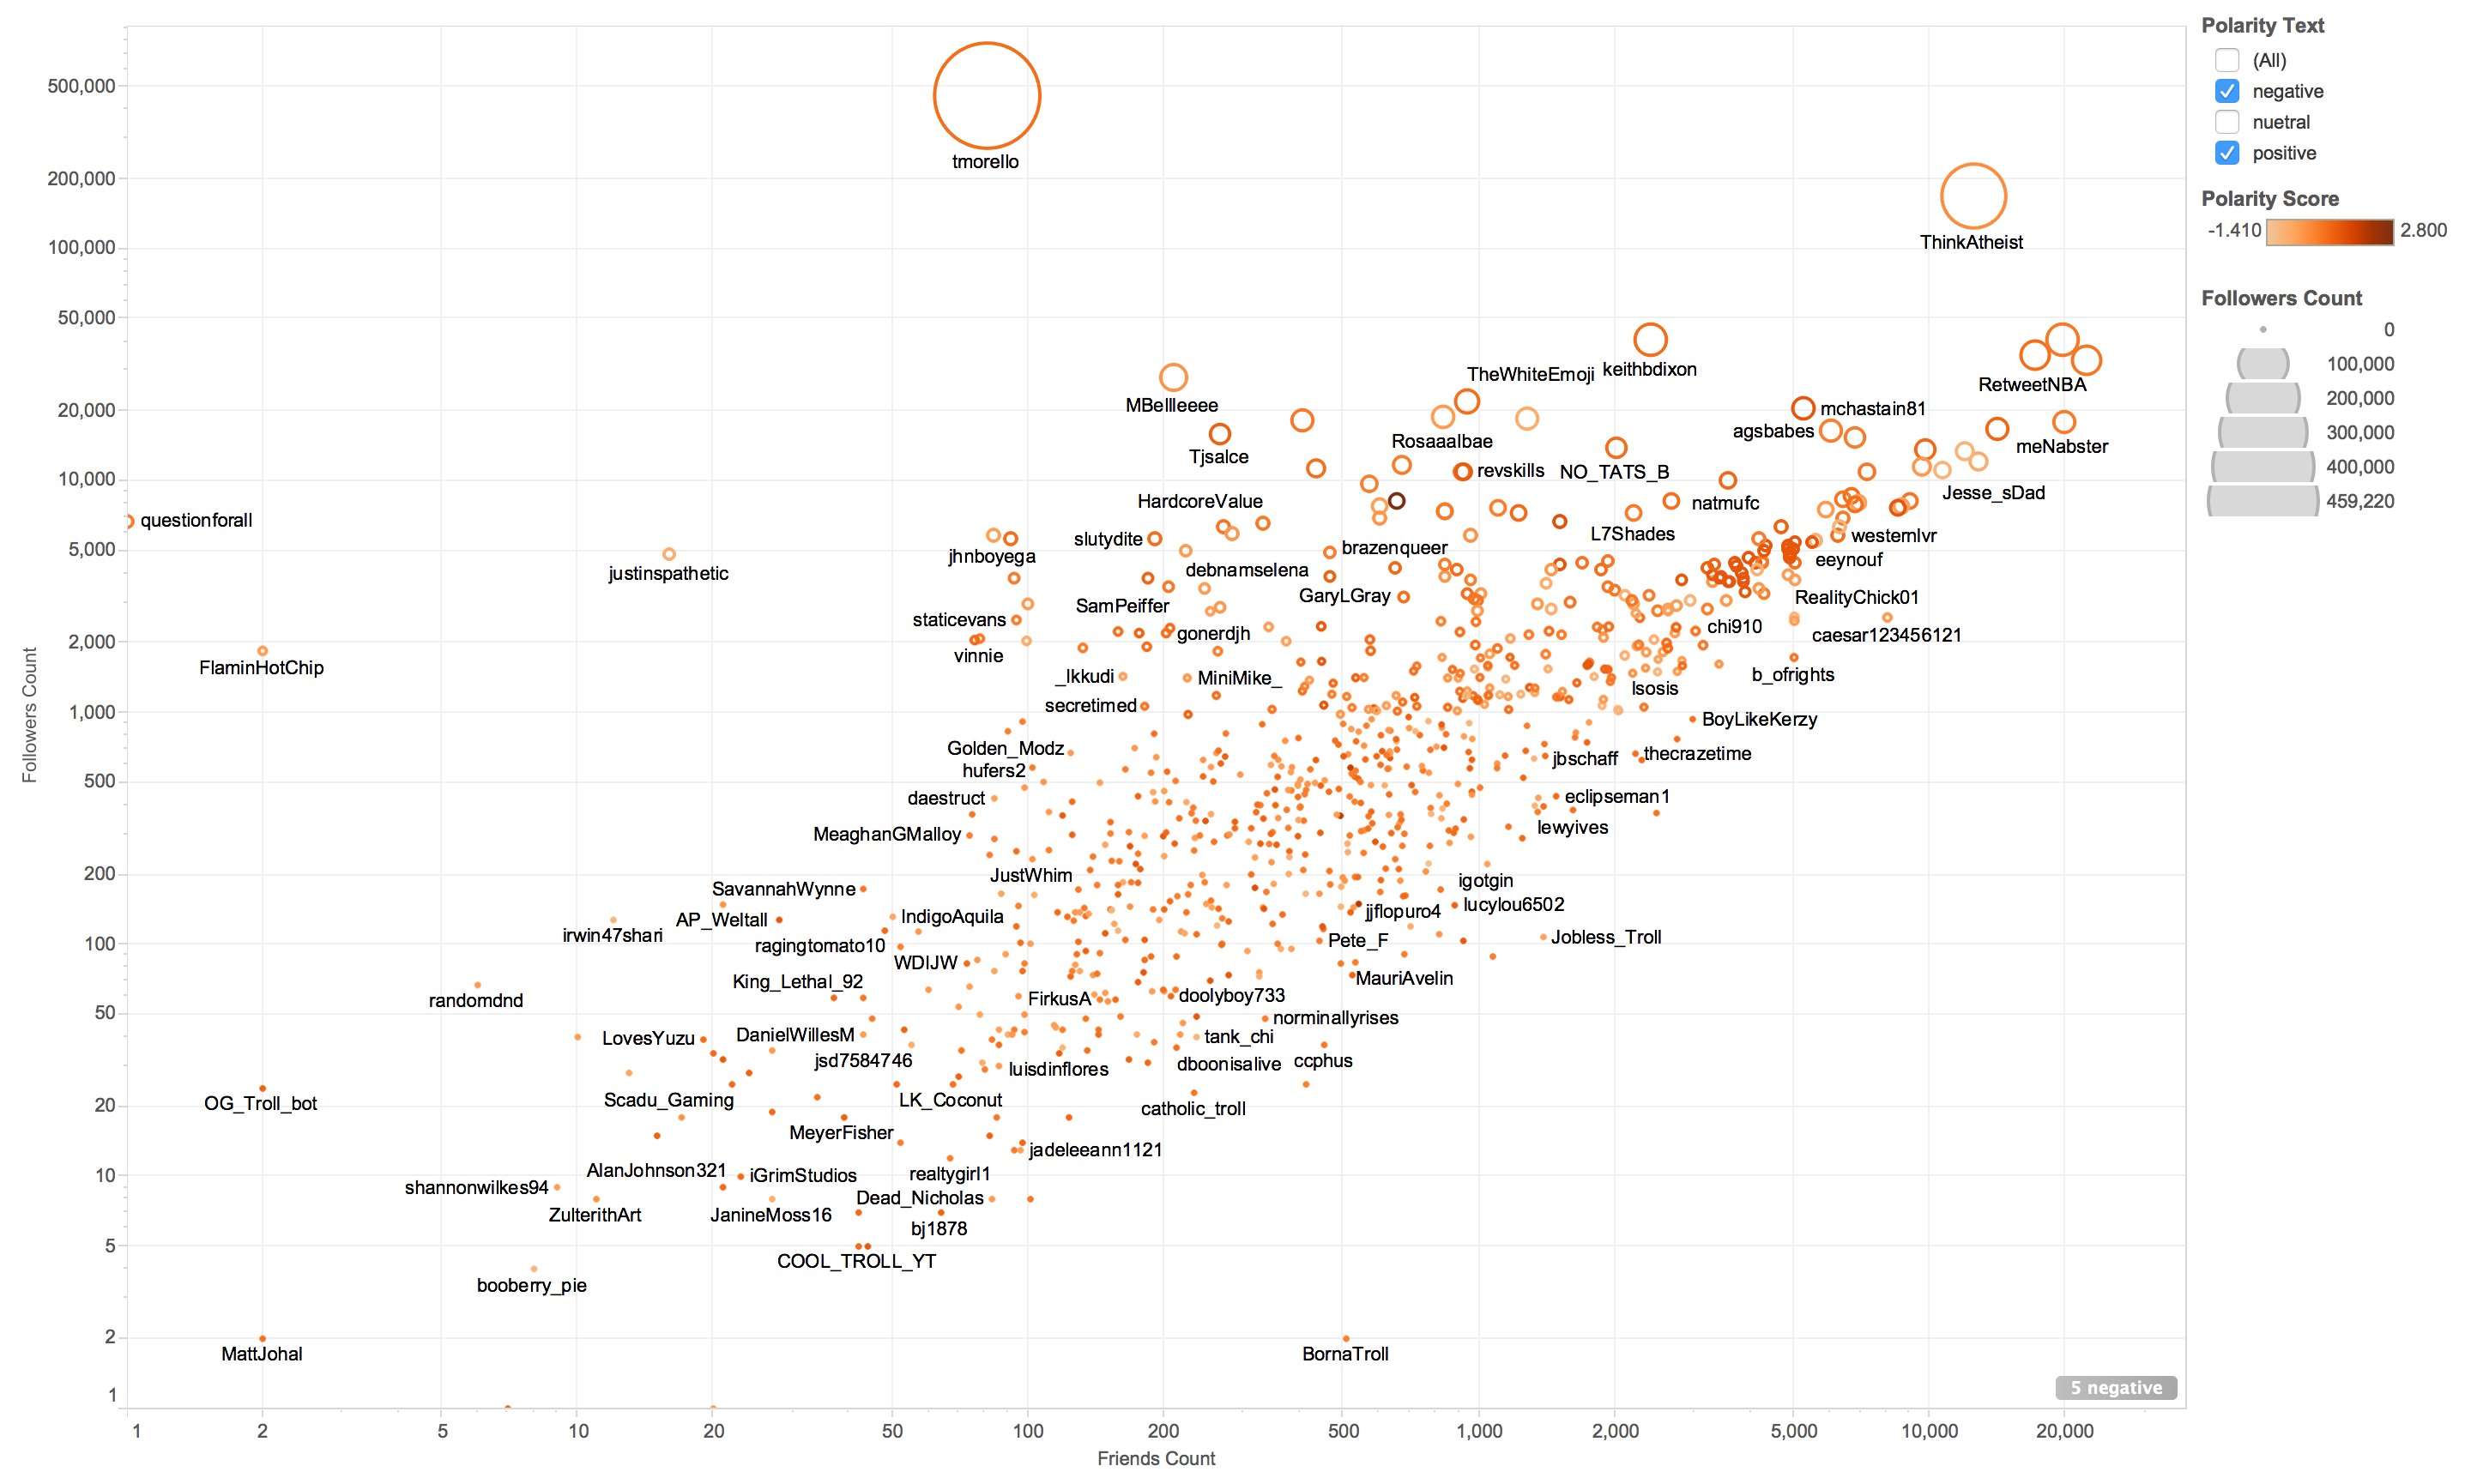 Polarity Text
(All)
negative
nuetral
positive
Polarity Score
-1.410
2.800
Followers Count
0
100,000
200,000
300,000
400,000
459,220
Followers Count
500,000
200,000
100,000
50,000
20,000
10,000
5,000
2,000
1,000
500
200
100
50
20
10
5
2
1
tmorello
ThinkAtheist
keithbdixon
TheWhiteEmoji
RetweetNBA
MBellleeee
mchastain81
agsbabes
Rosaaalbae
meNabster
Tjsalce
revskills
NO_TATS_B
Jesse_sDad
HardcoreValue
natmufc
questionforall
L7Shades
westernlvr
slutydite
brazenqueer
jhnboyega
eeynouf
debnamselena
justinspathetic
GaryLGray
RealityChick01
SamPeiffer
staticevans
chi910
gonerdjh
caesar123456121
vinnie
FlaminHotChip
b_ofrights
_Ikkudi
MiniMike_
lsosis
secretimed
BoyLikeKerzy
Golden_Modz
thecrazetime
jbschaff
hufers2
eclipseman1
daestruct
lewyives
MeaghanGMalloy
JustWhim
igotgin
SavannahWynne
lucylou6502
jjflopuro4
IndigoAquila
AP_Weltall
irwin47shari
Jobless_Troll
Pete_F
ragingtomato10
WDIJW
MauriAvelin
King_Lethal_92
doolyboy733
FirkusA
randomdnd
norminallyrises
tank_chi
DanielWillesM
LovesYuzu
jsd7584746
ccphus
dboonisalive
luisdinflores
LK_Coconut
Scadu_Gaming
OG_Troll_bot
catholic_troll
MeyerFisher
jadeleeann1121
AlanJohnson321
realtygirl1
iGrimStudios
shannonwilkes94
Dead_Nicholas
ZulterithArt
JanineMoss16
bj1878
COOL_TROLL_YT
booberry_pie
MattJohal
BornaTroll
5 negative
1
2
5
10
20
50
100
200
500
1,000
2,000
5,000
10,000
20,000
Friends Count